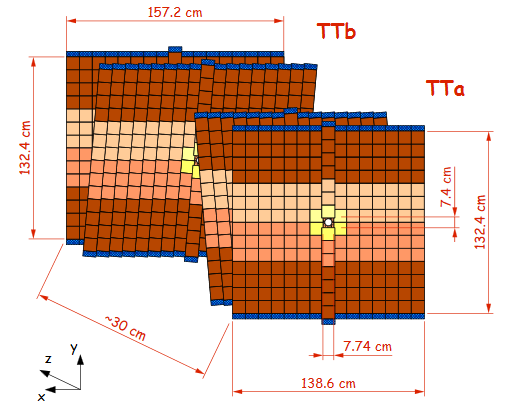 157.2 cm
TTb
TTa
132.4 cm
7.4 cm
132.4 cm
~30 cm
7.74 cm
138.6 cm
y
z
x